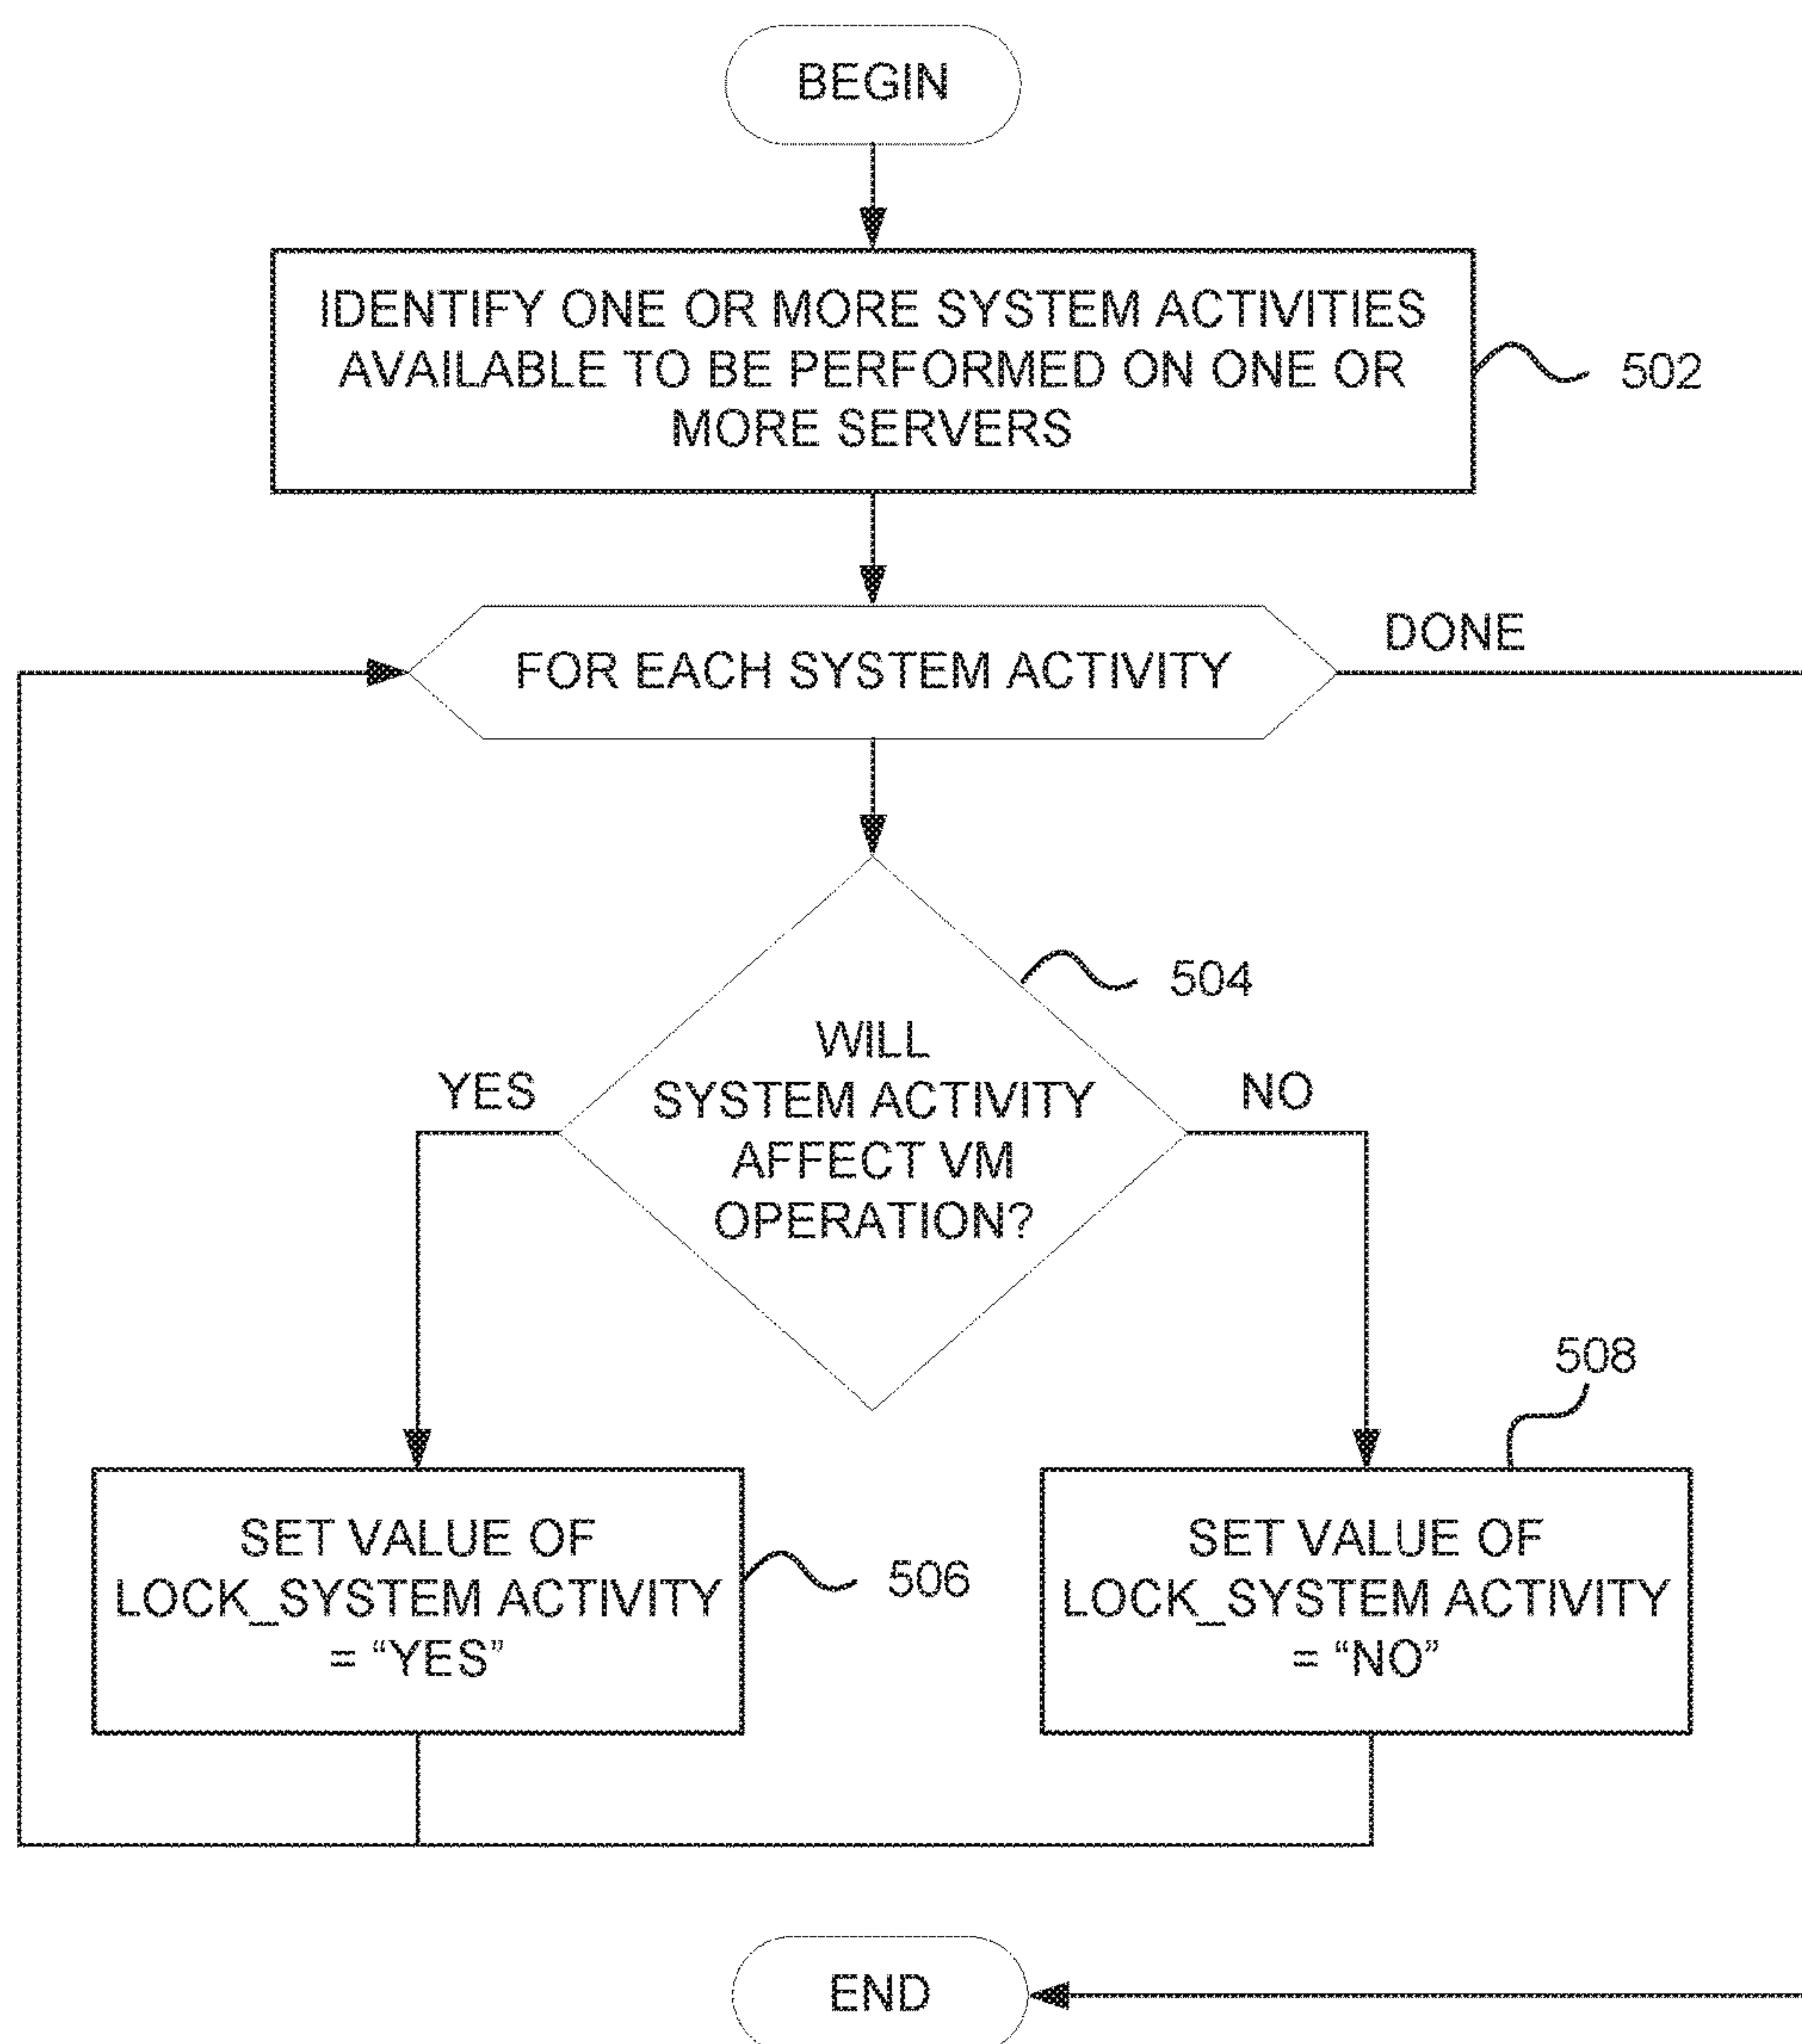 BEGIN
IDENTIFY ONE OR MORE SYSTEM ACTIVITIES
AVAILABLE TO BE PERFORMED ON ONE OR
MORE SERVERS
502
FOR EACH SYSTEM ACTIVITY
DONE
504
WILL
SYSTEM ACTIVITY
AFFECT VM
OPERATION?
YES
NO
508
SET VALUE OF
LOCK_SYSTEM ACTIVITY
= “YES”
506
SET VALUE OF
LOCK_SYSTEM ACTIVITY
= “NO”
END